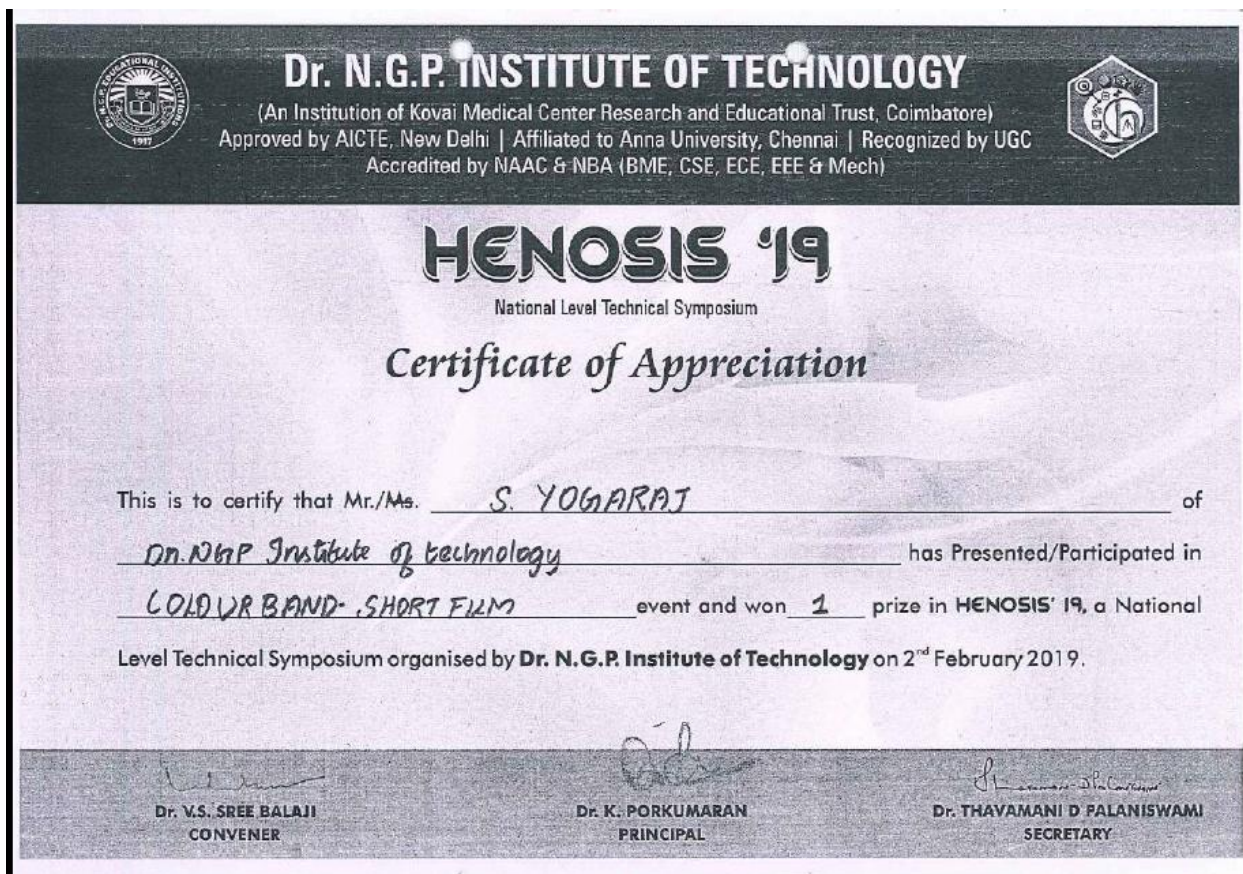 Dr. N.G.P. INSTITUTE OF TECHNOLOGY
(An Institution of Kovai Medical Center Research and Educational Trust, Coimbatore)
Approved by AICTE, New Delhi | Affiliated to Anna University, Chennai | Recognized by UGC
Accredited by NAAC & NBA (BME, CSE, ECE, EEE & Mech)
Dr. N.G.P. EDUCATIONAL INSTITUTIONS
1997
HENOSIS '19
National Level Technical Symposium
Certificate of Appreciation
This is to certify that Mr./Ms. S. YOGARAJ of
Dr. NGP Institute of technology has Presented/Participated in
COLOUR BAND- SHORT FILM event and won 1 prize in HENOSIS' 19, a National
Level Technical Symposium organised by Dr. N.G.P. Institute of Technology on 2nd February 2019.
Dr. V.S. SREE BALAJI
CONVENER
Dr. K. PORKUMARAN
PRINCIPAL
Dr. THAVAMANI D PALANISWAMI
SECRETARY